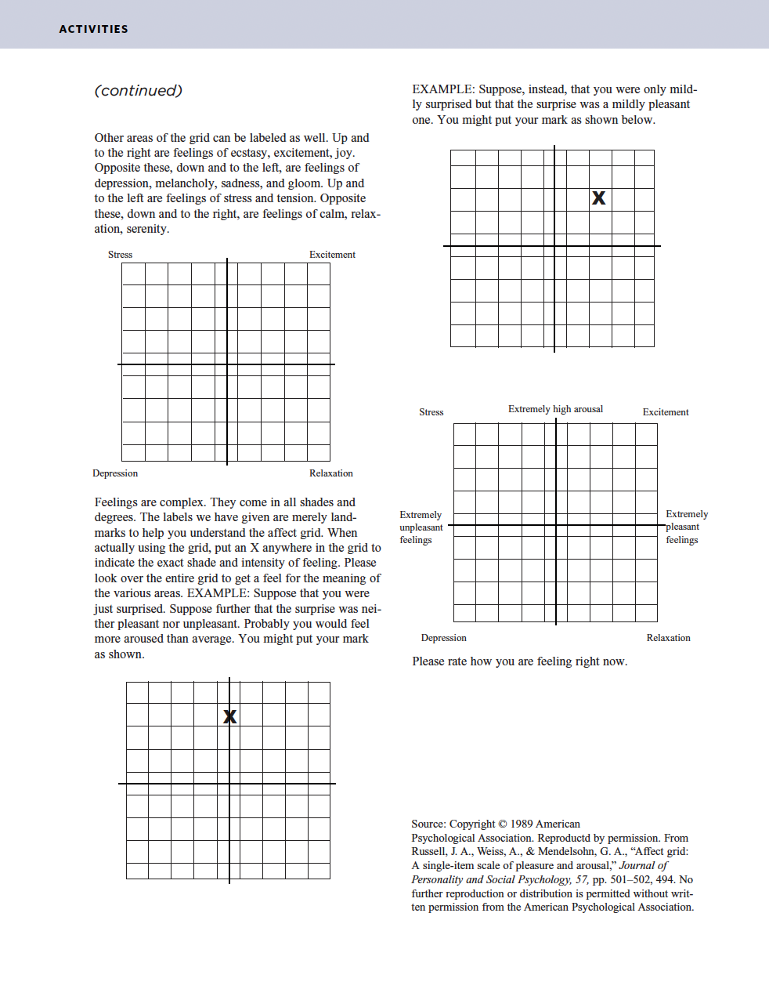 ACTIVITIES
(continued)
Other areas of the grid can be labeled as well. Up and
to the right are feelings of ecstasy, excitement, joy.
Opposite these, down and to the left, are feelings of
depression, melancholy, sadness, and gloom. Up and
to the left are feelings of stress and tension. Opposite
these, down and to the right, are feelings of calm, relax-
ation, serenity.
Stress
Excitement
Depression
Relaxation
Feelings are complex. They come in all shades and
degrees. The labels we have given are merely land-
marks to help you understand the affect grid. When
actually using the grid, put an X anywhere in the grid to
indicate the exact shade and intensity of feeling. Please
look over the entire grid to get a feel for the meaning of
the various areas. EXAMPLE: Suppose that you were
just surprised. Suppose further that the surprise was nei-
ther pleasant nor unpleasant. Probably you would feel
more aroused than average. You might put your mark
as shown.
X
EXAMPLE: Suppose, instead, that you were only mild-
ly surprised but that the surprise was a mildly pleasant
one. You might put your mark as shown below.
X
Stress
Extremely high arousal
Excitement
Extremely
unpleasant
feelings
Extremely
pleasant
feelings
Depression
Relaxation
Please rate how you are feeling right now.
Source: Copyright © 1989 American
Psychological Association. Reproductd by permission. From
Russell, J. A., Weiss, A., & Mendelsohn, G. A., “Affect grid:
A single-item scale of pleasure and arousal,” Journal of
Personality and Social Psychology, 57, pp. 501–502, 494. No
further reproduction or distribution is permitted without writ-
ten permission from the American Psychological Association.